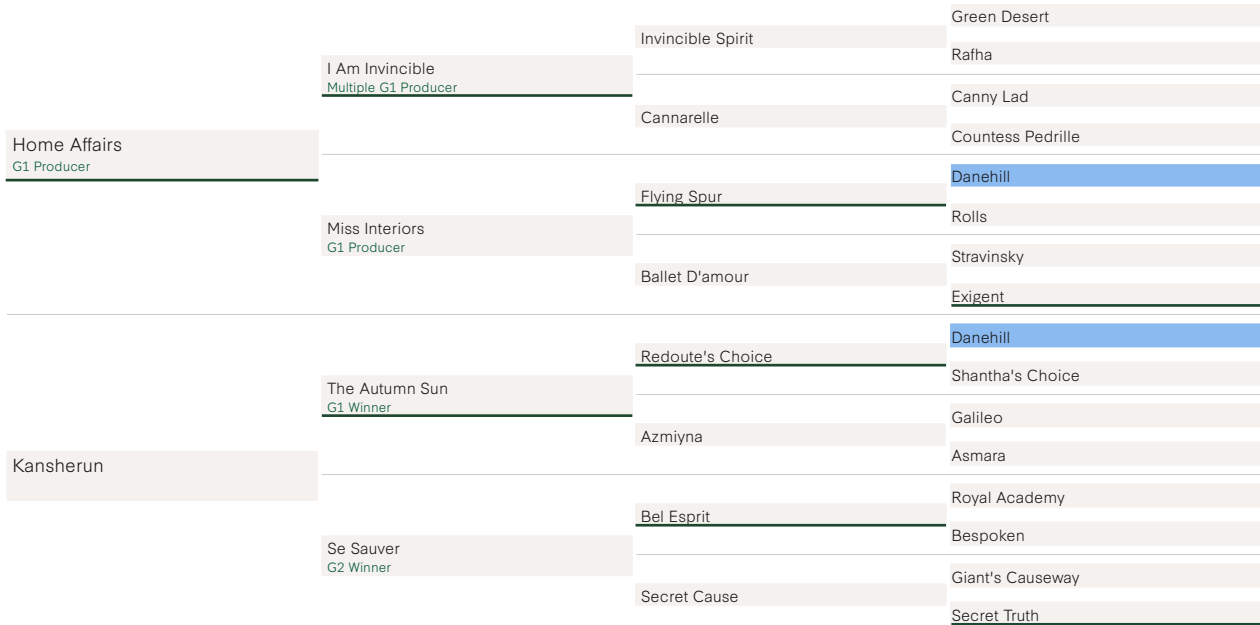 Home Affairs
G1 Producer
Kansherun
I Am Invincible
Multiple G1 Producer
Miss Interiors
G1 Producer
The Autumn Sun
G1 Winner
Se Sauver
G2 Winner
Invincible Spirit
Cannarelle
Flying Spur
Ballet D'amour
Redoute's Choice
Azmiyna
Bel Esprit
Secret Cause
Green Desert
Rafha
Canny Lad
Countess Pedrille
Danehill
Rolls
Stravinsky
Exigent
Danehill
Shantha's Choice
Galileo
Asmara
Royal Academy
Bespoken
Giant's Causeway
Secret Truth